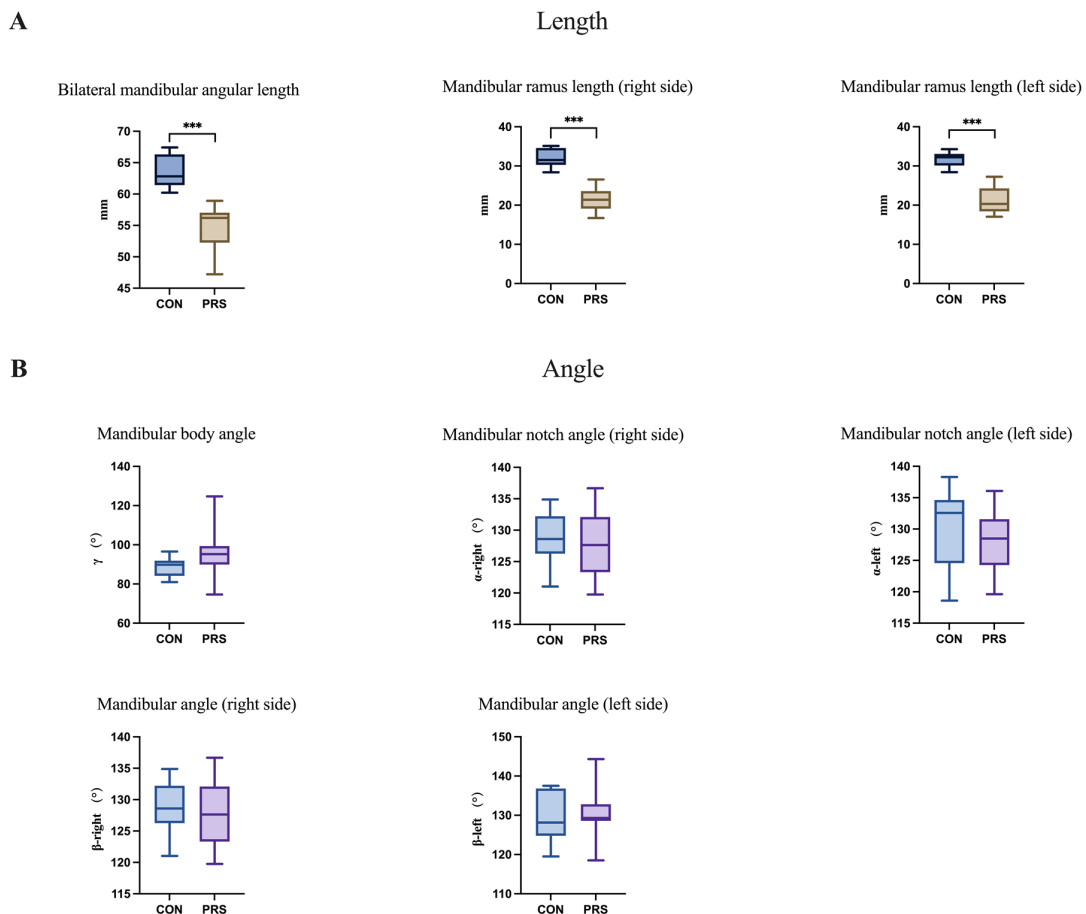 A
Length
Bilateral mandibular angular length
Mandibular ramus length (right side)
Mandibular ramus length (left side)
70
65
60
55
50
45
mm
***
CON
PRS
40
30
20
10
0
mm
***
CON
PRS
40
30
20
10
0
mm
***
CON
PRS
B
Angle
Mandibular body angle
Mandibular notch angle (right side)
Mandibular notch angle (left side)
140
120
100
80
60
γ (°)
CON
PRS
140
135
130
125
120
115
α-right (°)
CON
PRS
140
135
130
125
120
115
α-left (°)
CON
PRS
Mandibular angle (right side)
Mandibular angle (left side)
140
135
130
125
120
115
β-right (°)
CON
PRS
150
140
130
120
110
β-left (°)
CON
PRS